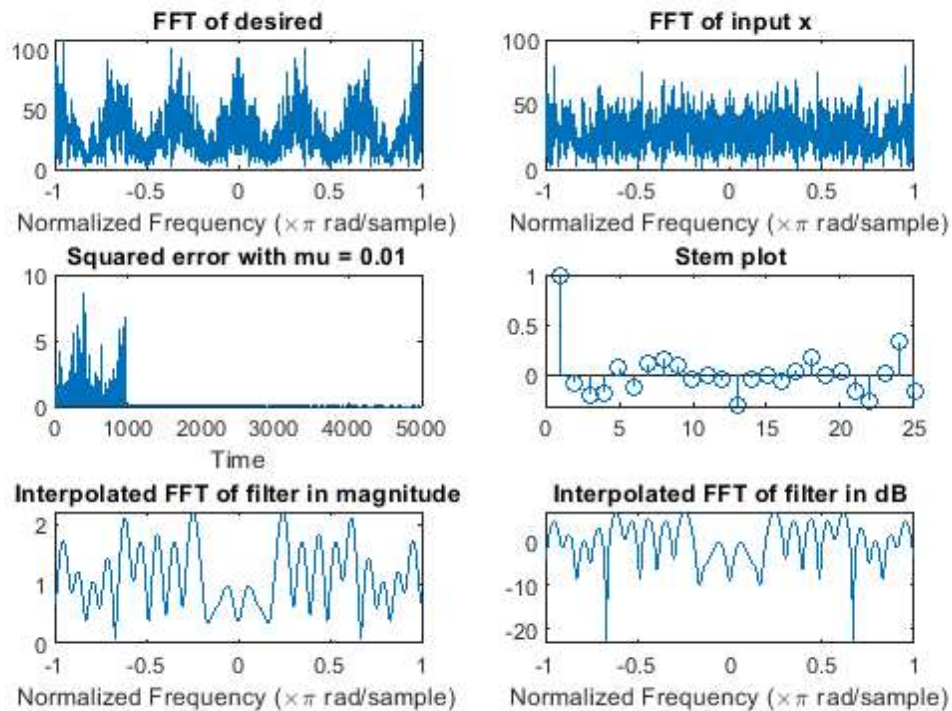 FFT of desired
FFT of input x
100
50
0
-1 -0.5 0 0.5 1
Normalized Frequency (×π rad/sample)
100
50
0
-1 -0.5 0 0.5 1
Normalized Frequency (×π rad/sample)
Squared error with mu = 0.01
Stem plot
10
5
0
0 1000 2000 3000 4000 5000
Time
1
0.5
0
0 5 10 15 20 25
Interpolated FFT of filter in magnitude
Interpolated FFT of filter in dB
2
1
0
-1 -0.5 0 0.5 1
Normalized Frequency (×π rad/sample)
0
-10
-20
-1 -0.5 0 0.5 1
Normalized Frequency (×π rad/sample)